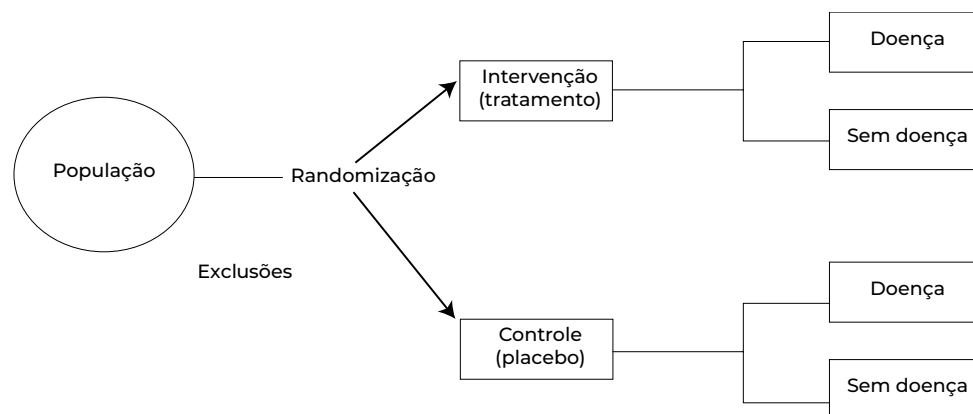 Doença
Intervenção
(tratamento)
Sem doença
População
Randomização
Exclusões
Doença
Controle
(placebo)
Sem doença